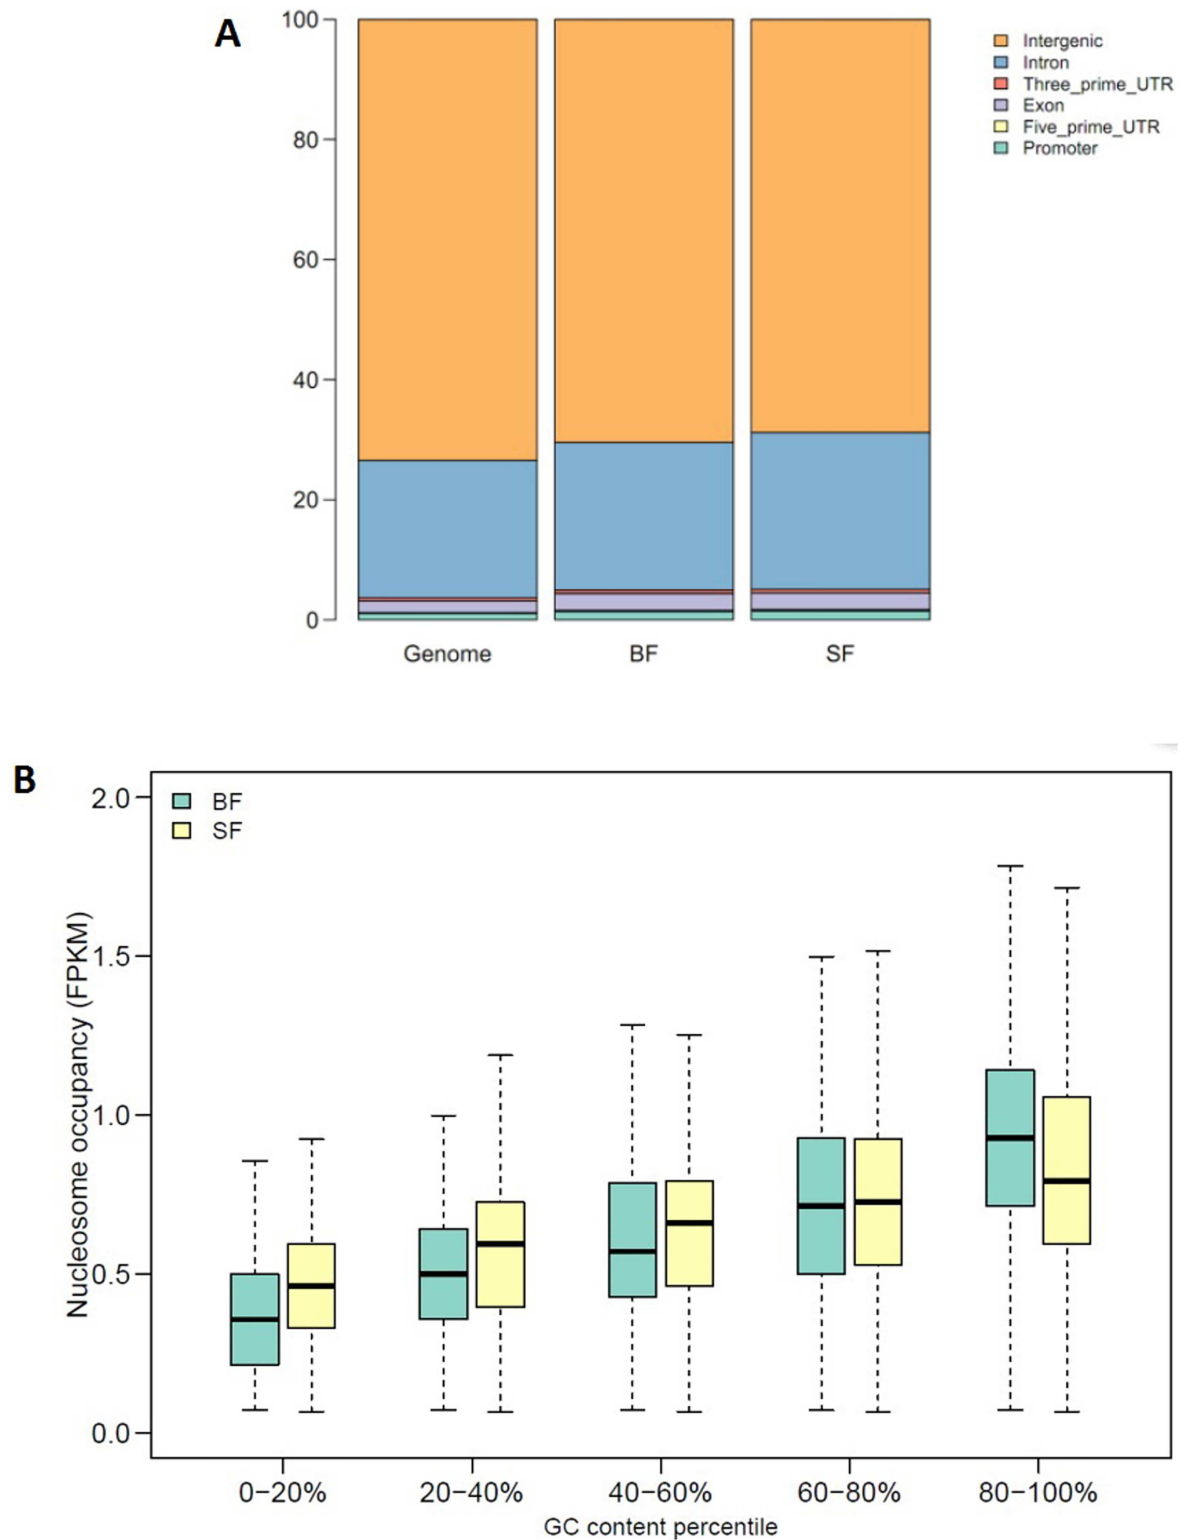 A
100
80
60
40
20
0
Genome BF SF
Intergenic
Intron
Three_prime_UTR
Exon
Five_prime_UTR
Promoter
B
BF
SF
Nucleosome occupancy (FPKM)
2.0
1.5
1.0
0.5
0.0
0−20% 20−40% 40−60% 60−80% 80−100%
GC content percentile